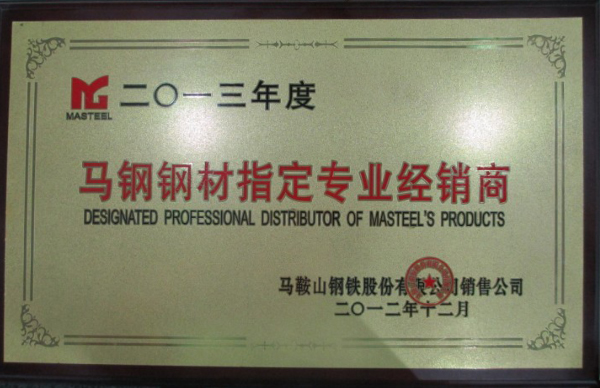 二〇一三年度
MASTEEL
马钢钢材指定专业经销商
DESIGNATED PROFESSIONAL DISTRIBUTOR OF MASTEEL'S PRODUCTS
马鞍山钢铁股份有限公司销售公司
二〇一二年十二月